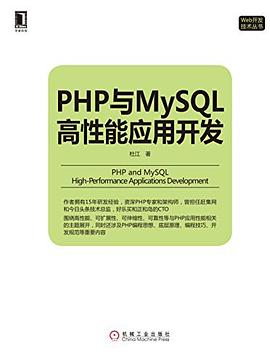 Web开发
技术丛书
PHP与MySQL
高性能应用开发
杜江 著
PHP and MySQL
High-Performance Applications Development
作者拥有15年研发经验,资深PHP专家和架构师,曾担任赶集网
和今日头条技术总监,对乐买和正和岛的CTO
围绕高性能、可扩展性、可伸缩性、可靠性等与PHP应用性能相关
的主题展开,同时还涉及PHP编程思想、底层原理、编程技巧、开
发规范等重要内容
机械工业出版社
China Machine Press